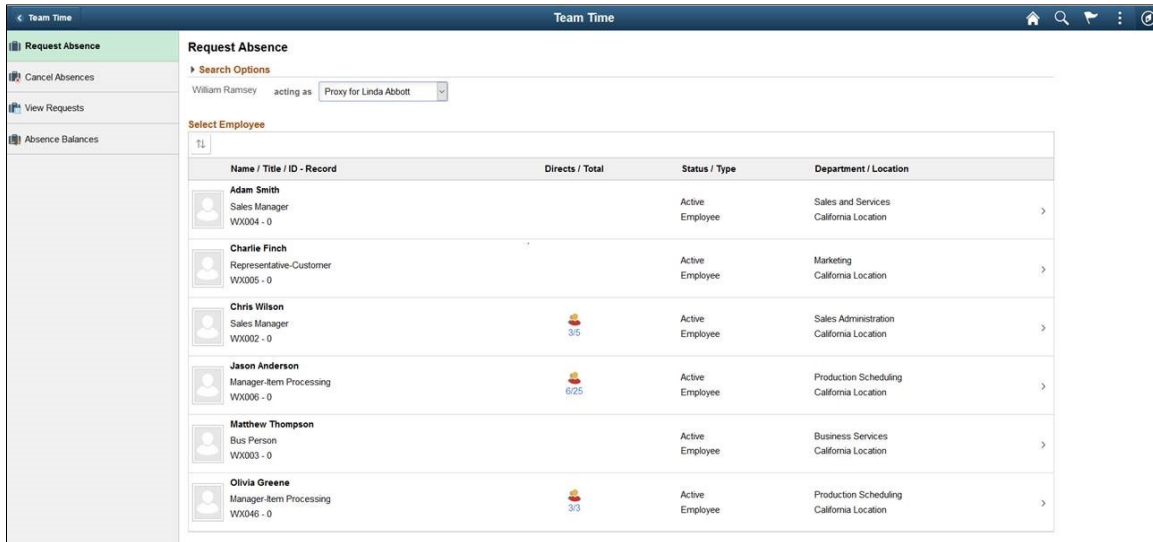 Team Time
Team Time
Request Absence
Cancel Absences
View Requests
Absence Balances
Request Absence
Search Options
William Ramsey acting as Proxy for Linda Abbott
Select Employee
Name / Title / ID - Record Directs / Total Status / Type Department / Location
Adam Smith
Sales Manager
WX004 - 0
Active
Employee
Sales and Services
California Location
Charlie Finch
Representative-Customer
WX005 - 0
Active
Employee
Marketing
California Location
Chris Wilson
Sales Manager
WX002 - 0
3/5
Active
Employee
Sales Administration
California Location
Jason Anderson
Manager-Item Processing
WX006 - 0
6/25
Active
Employee
Production Scheduling
California Location
Matthew Thompson
Bus Person
WX003 - 0
Active
Employee
Business Services
California Location
Olivia Greene
Manager-Item Processing
WX046 - 0
3/3
Active
Employee
Production Scheduling
California Location